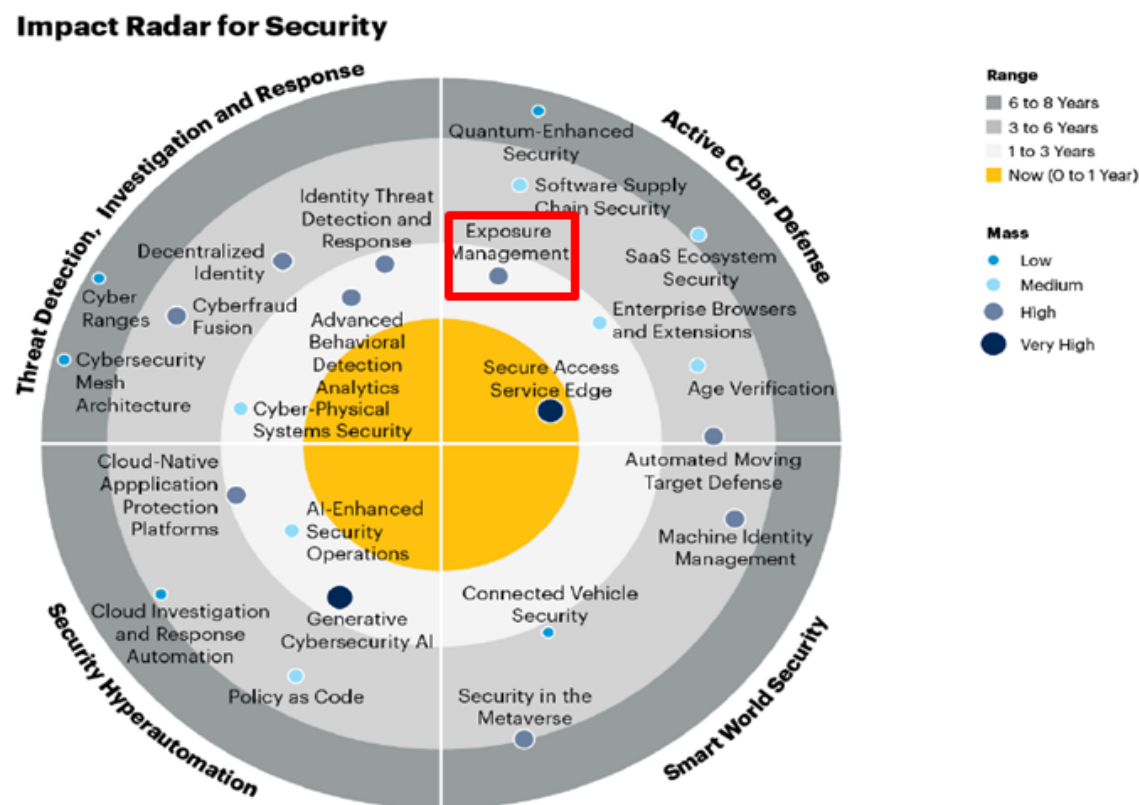 Impact Radar for Security
Threat Detection, Investigation and Response
Active Cyber Defense
Quantum-Enhanced
Security
Software Supply
Chain Security
Exposure
Management
SaaS Ecosystem
Security
Enterprise Browsers
and Extensions
Secure Access
Service Edge
Age Verification
Automated Moving
Target Defense
Identity Threat
Detection and
Response
Decentralized
Identity
Cyber
Ranges
Cyberfraud
Fusion
Advanced
Behavioral
Detection
Analytics
Cybersecurity
Mesh
Architecture
Cyber-Physical
Systems Security
Cloud-Native
Appplication
Protection
Platforms
AI-Enhanced
Security
Operations
Generative
Cybersecurity AI
Cloud Investigation
and Response
Automation
Policy as Code
Security Hyperautomation
Machine Identity
Management
Connected Vehicle
Security
Security in the
Metaverse
Smart World Security
Range
6 to 8 Years
3 to 6 Years
1 to 3 Years
Now (0 to 1 Year)
Mass
Low
Medium
High
Very High